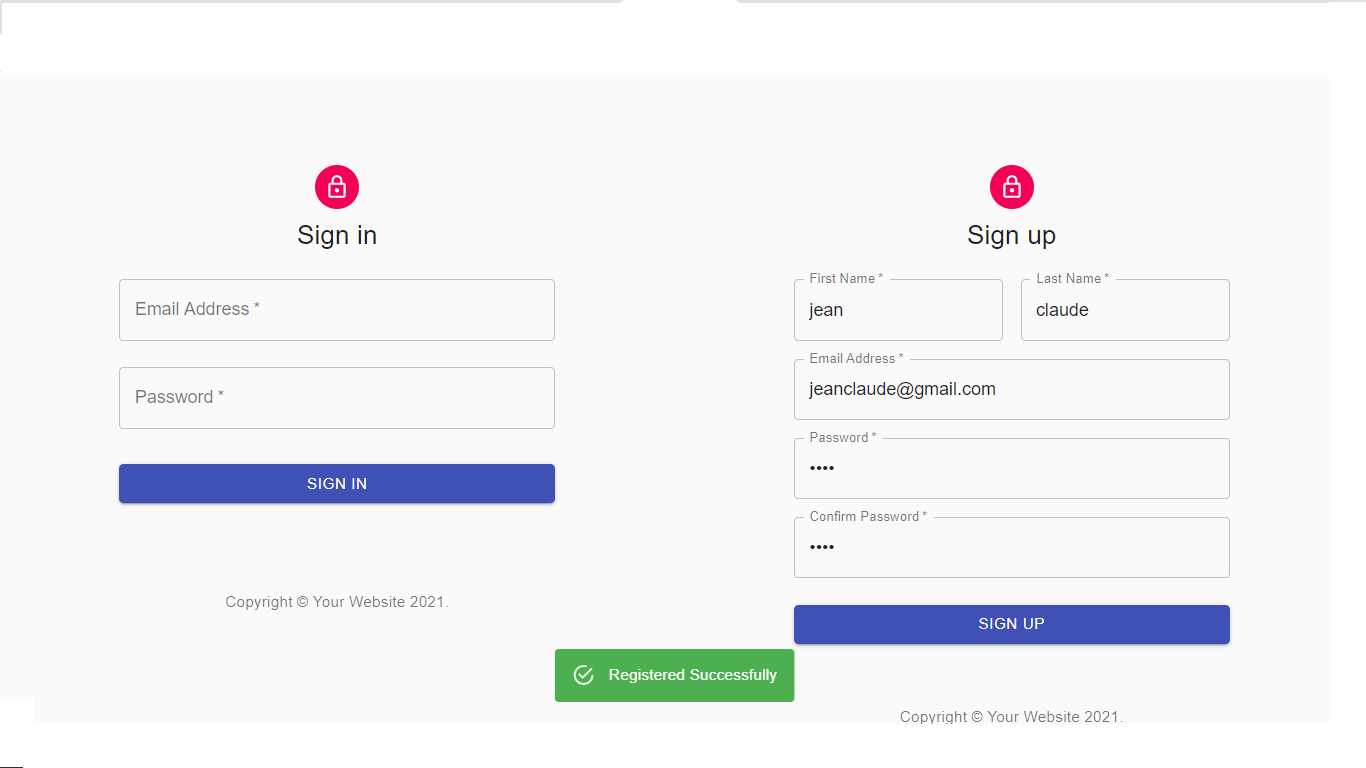 Sign in
Email Address *
Password *
SIGN IN
Copyright © Your Website 2021.
Sign up
First Name *
jean
Last Name *
claude
Email Address *
jeanclaude@gmail.com
Password *
••••
Confirm Password *
••••
SIGN UP
Registered Successfully
Copyright © Your Website 2021.